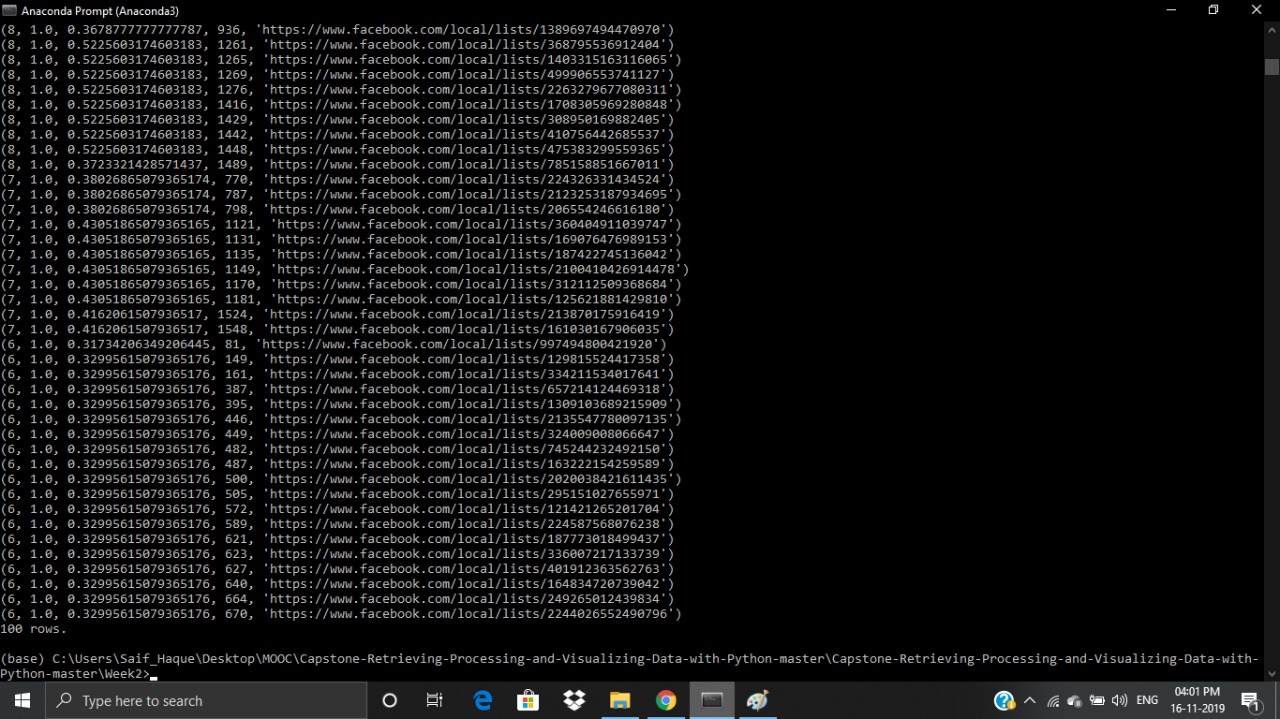 Anaconda Prompt (Anaconda3)
(8, 1.0, 0.3678777777777787, 936, 'https://www.facebook.com/local/lists/1389697494470970')
(8, 1.0, 0.5225603174603183, 1261, 'https://www.facebook.com/local/lists/368795536912404')
(8, 1.0, 0.5225603174603183, 1265, 'https://www.facebook.com/local/lists/1403315163116065')
(8, 1.0, 0.5225603174603183, 1269, 'https://www.facebook.com/local/lists/499906553741127')
(8, 1.0, 0.5225603174603183, 1276, 'https://www.facebook.com/local/lists/2263279677080311')
(8, 1.0, 0.5225603174603183, 1416, 'https://www.facebook.com/local/lists/1708305969280848')
(8, 1.0, 0.5225603174603183, 1429, 'https://www.facebook.com/local/lists/308950169882405')
(8, 1.0, 0.5225603174603183, 1442, 'https://www.facebook.com/local/lists/410756442685537')
(8, 1.0, 0.5225603174603183, 1448, 'https://www.facebook.com/local/lists/475383299559365')
(8, 1.0, 0.3723321428571437, 1489, 'https://www.facebook.com/local/lists/785158851667011')
(7, 1.0, 0.38026865079365174, 770, 'https://www.facebook.com/local/lists/224326331434524')
(7, 1.0, 0.38026865079365174, 787, 'https://www.facebook.com/local/lists/2123253187934695')
(7, 1.0, 0.38026865079365174, 798, 'https://www.facebook.com/local/lists/206554246616180')
(7, 1.0, 0.43051865079365165, 1121, 'https://www.facebook.com/local/lists/360404911039747')
(7, 1.0, 0.43051865079365165, 1131, 'https://www.facebook.com/local/lists/169076476989153')
(7, 1.0, 0.43051865079365165, 1135, 'https://www.facebook.com/local/lists/187422745136042')
(7, 1.0, 0.43051865079365165, 1149, 'https://www.facebook.com/local/lists/2100410426914478')
(7, 1.0, 0.43051865079365165, 1170, 'https://www.facebook.com/local/lists/312112509368684')
(7, 1.0, 0.43051865079365165, 1181, 'https://www.facebook.com/local/lists/125621881429810')
(7, 1.0, 0.4162061507936517, 1524, 'https://www.facebook.com/local/lists/213870175916419')
(7, 1.0, 0.4162061507936517, 1548, 'https://www.facebook.com/local/lists/161030167906035')
(6, 1.0, 0.31734206349206445, 81, 'https://www.facebook.com/local/lists/997494800421920')
(6, 1.0, 0.32995615079365176, 149, 'https://www.facebook.com/local/lists/129815524417358')
(6, 1.0, 0.32995615079365176, 161, 'https://www.facebook.com/local/lists/334211534017641')
(6, 1.0, 0.32995615079365176, 387, 'https://www.facebook.com/local/lists/657214124469318')
(6, 1.0, 0.32995615079365176, 395, 'https://www.facebook.com/local/lists/1309103689215909')
(6, 1.0, 0.32995615079365176, 446, 'https://www.facebook.com/local/lists/2135547780097135')
(6, 1.0, 0.32995615079365176, 449, 'https://www.facebook.com/local/lists/324009008066647')
(6, 1.0, 0.32995615079365176, 482, 'https://www.facebook.com/local/lists/745244232492150')
(6, 1.0, 0.32995615079365176, 487, 'https://www.facebook.com/local/lists/163222154259589')
(6, 1.0, 0.32995615079365176, 500, 'https://www.facebook.com/local/lists/2020038421611435')
(6, 1.0, 0.32995615079365176, 505, 'https://www.facebook.com/local/lists/295151027655971')
(6, 1.0, 0.32995615079365176, 572, 'https://www.facebook.com/local/lists/121421265201704')
(6, 1.0, 0.32995615079365176, 589, 'https://www.facebook.com/local/lists/224587568076238')
(6, 1.0, 0.32995615079365176, 621, 'https://www.facebook.com/local/lists/187773018499437')
(6, 1.0, 0.32995615079365176, 623, 'https://www.facebook.com/local/lists/336007217133739')
(6, 1.0, 0.32995615079365176, 627, 'https://www.facebook.com/local/lists/401912363562763')
(6, 1.0, 0.32995615079365176, 640, 'https://www.facebook.com/local/lists/164834720739042')
(6, 1.0, 0.32995615079365176, 664, 'https://www.facebook.com/local/lists/249265012439834')
(6, 1.0, 0.32995615079365176, 670, 'https://www.facebook.com/local/lists/2244026552490796')
100 rows.
(base) C:\Users\Saif_Haque\Desktop\MOOC\Capstone-Retrieving-Processing-and-Visualizing-Data-with-Python-master\Capstone-Retrieving-Processing-and-Visualizing-Data-with-
Python-master\Week2>
Type here to search
ENG
04:01 PM
16-11-2019
1